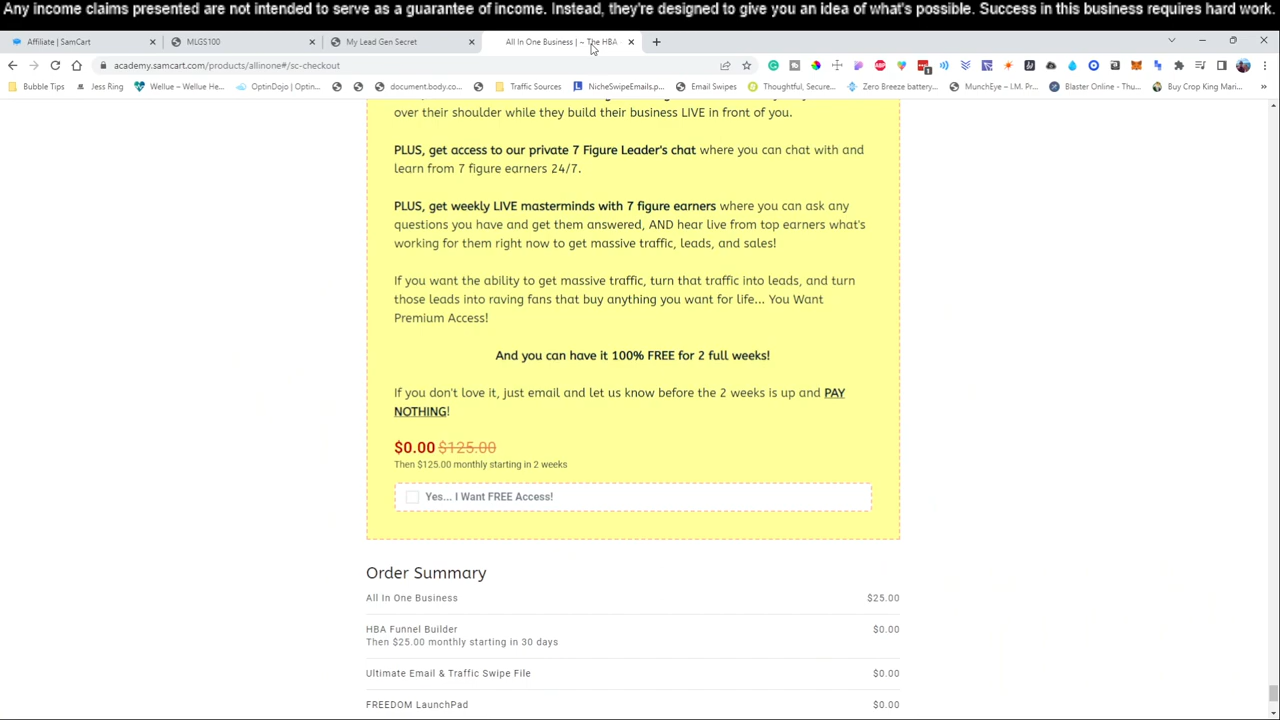 Any income claims presented are not intended to serve as a guarantee of income. Instead, they're designed to give you an idea of what's possible. Success in this business requires hard work.
Affiliate | SamCart
MLGS100
My Lead Gen Secret
All In One Business | – The HBA
academy.samcart.com/products/allinone#/sc-checkout
Bubble Tips
Jess Ring
Wellue – Wellue He...
OptinDojo | Optin...
document.body.co...
Traffic Sources
NicheSwipeEmails.p...
Email Swipes
Thoughtful, Secure...
Zero Breeze battery...
MunchEye – I.M. Pr...
Blaster Online - Thu...
Buy Crop King Mari...
over their shoulder while they build their business LIVE in front of you.
PLUS, get access to our private 7 Figure Leader's chat where you can chat with and
learn from 7 figure earners 24/7.
PLUS, get weekly LIVE masterminds with 7 figure earners where you can ask any
questions you have and get them answered, AND hear live from top earners what's
working for them right now to get massive traffic, leads, and sales!
If you want the ability to get massive traffic, turn that traffic into leads, and turn
those leads into raving fans that buy anything you want for life... You Want
Premium Access!
And you can have it 100% FREE for 2 full weeks!
If you don't love it, just email and let us know before the 2 weeks is up and PAY
NOTHING!
$0.00 $125.00
Then $125.00 monthly starting in 2 weeks
Yes... I Want FREE Access!
Order Summary
All In One Business $25.00
HBA Funnel Builder $0.00
Then $25.00 monthly starting in 30 days
Ultimate Email & Traffic Swipe File $0.00
FREEDOM LaunchPad $0.00